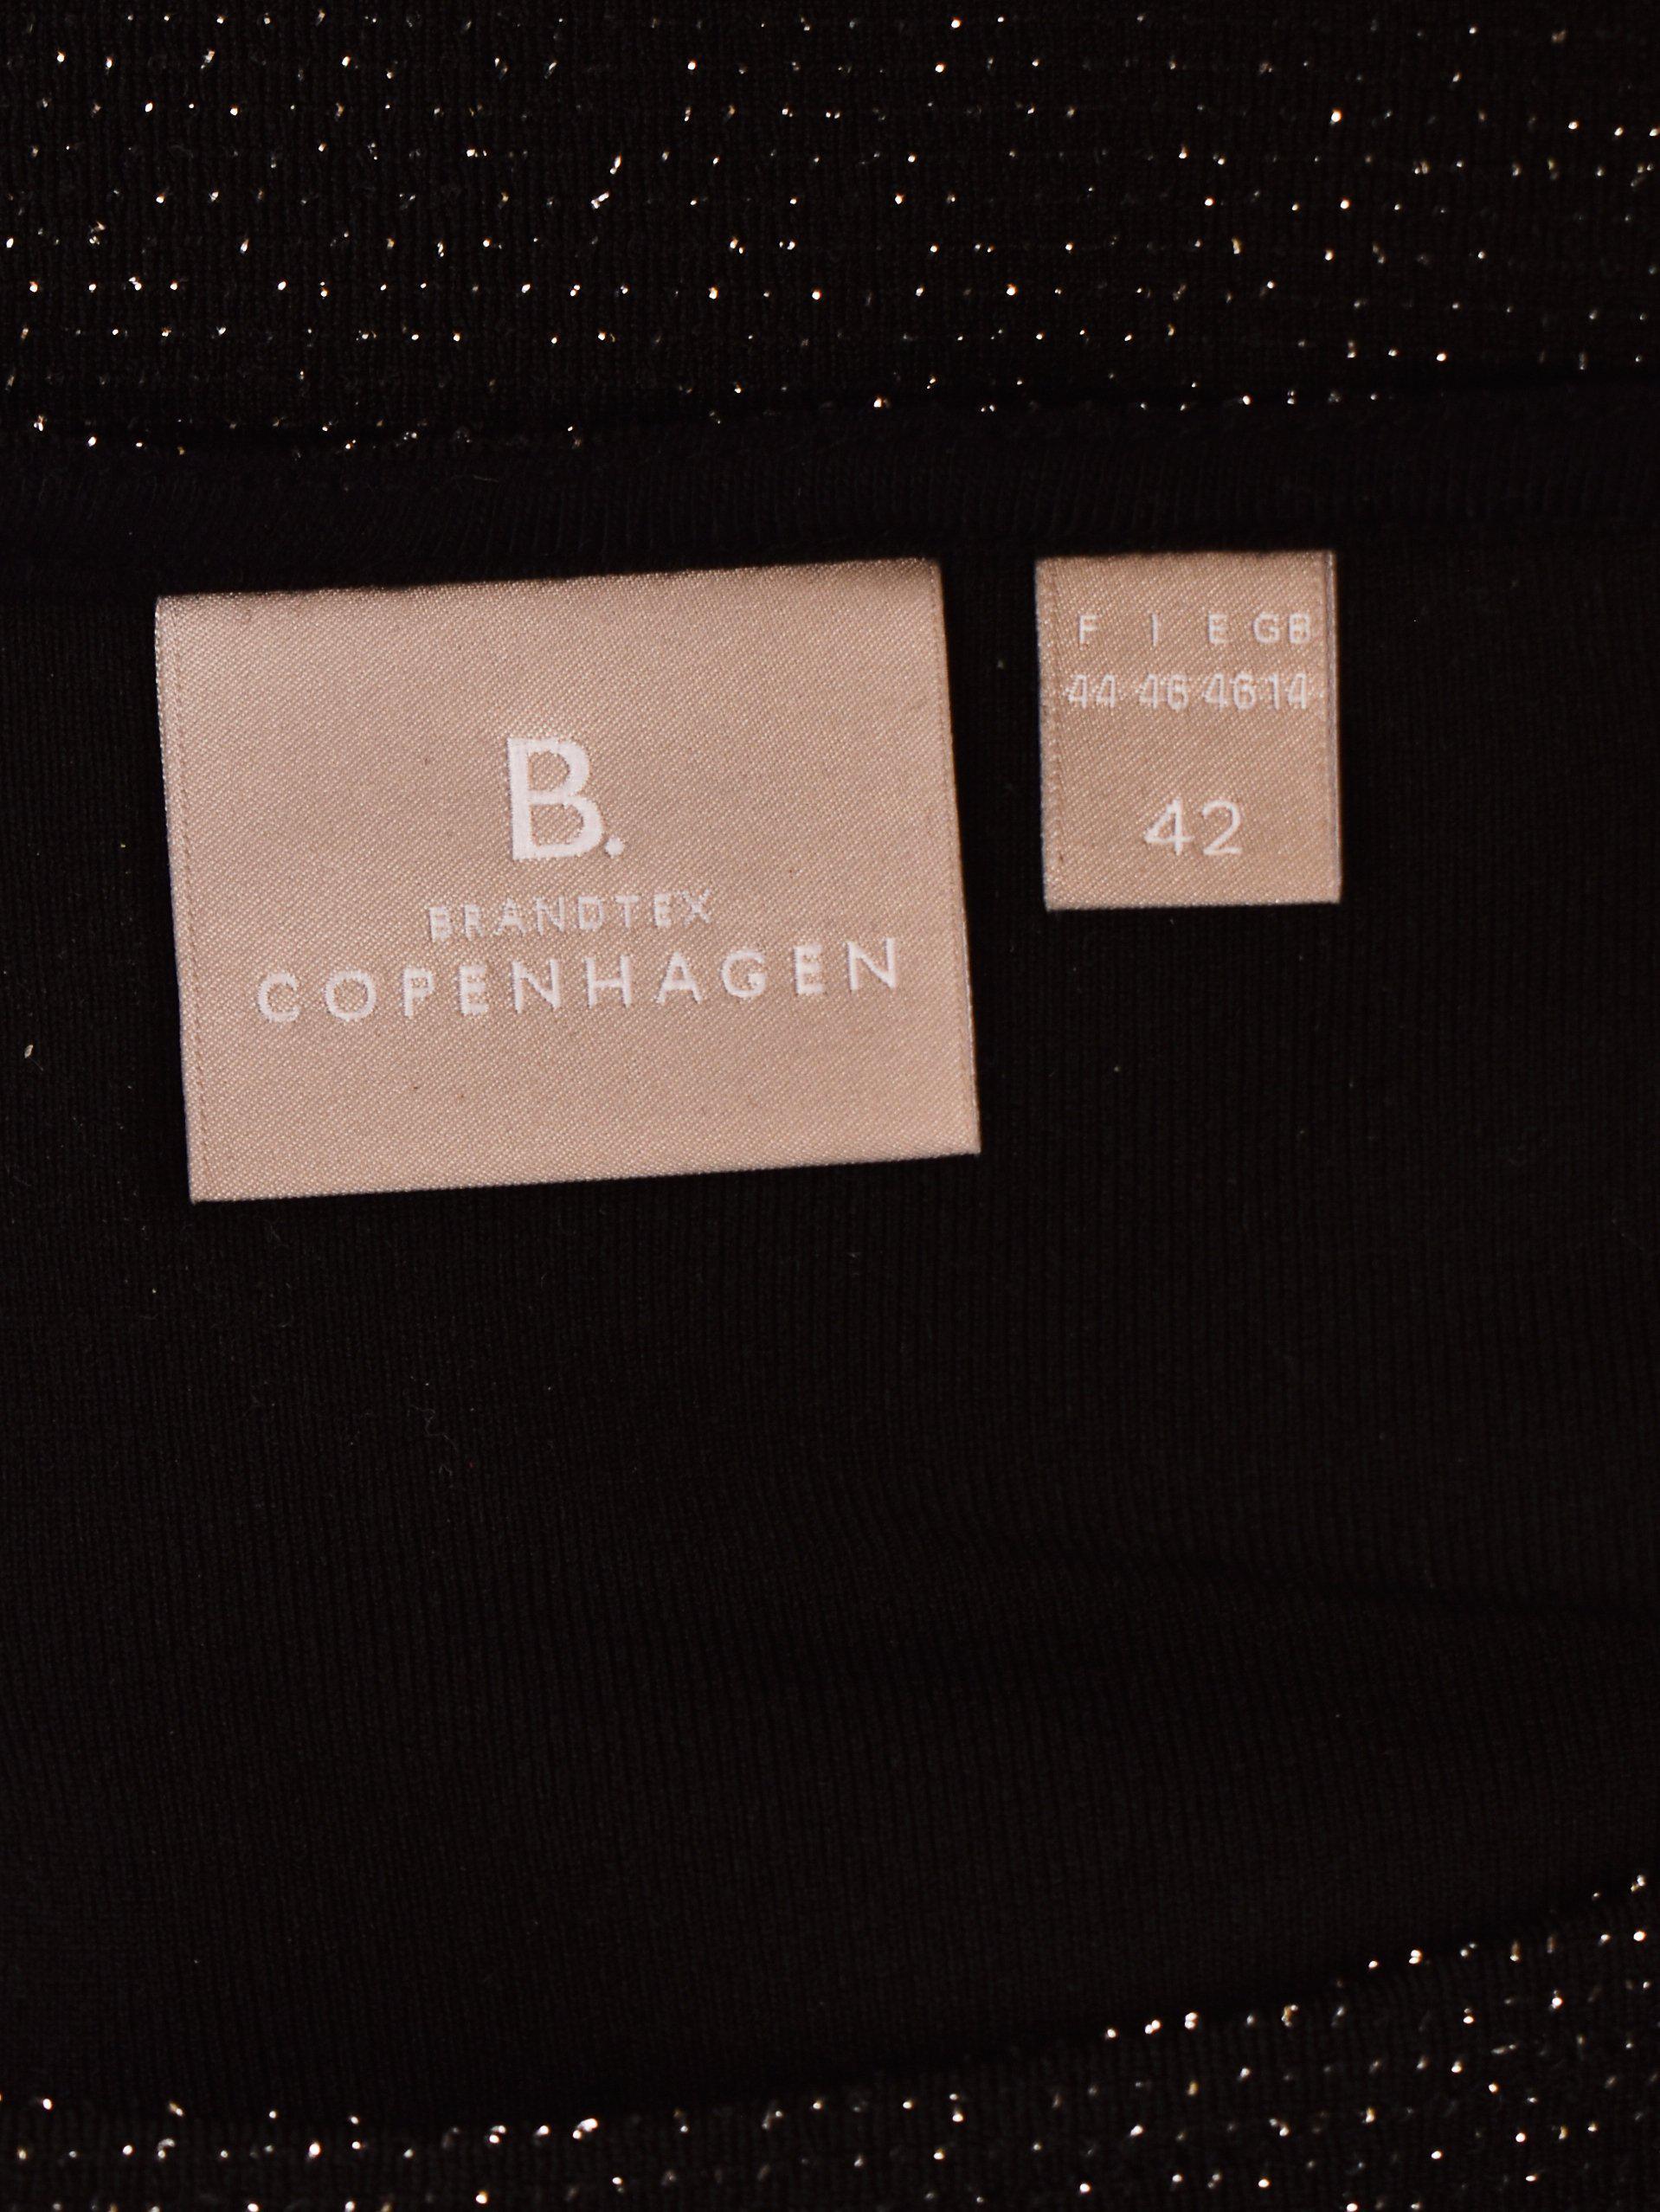 B.
BRANDTEX
COPENHAGEN
F I E GB
44 46 46 14
42